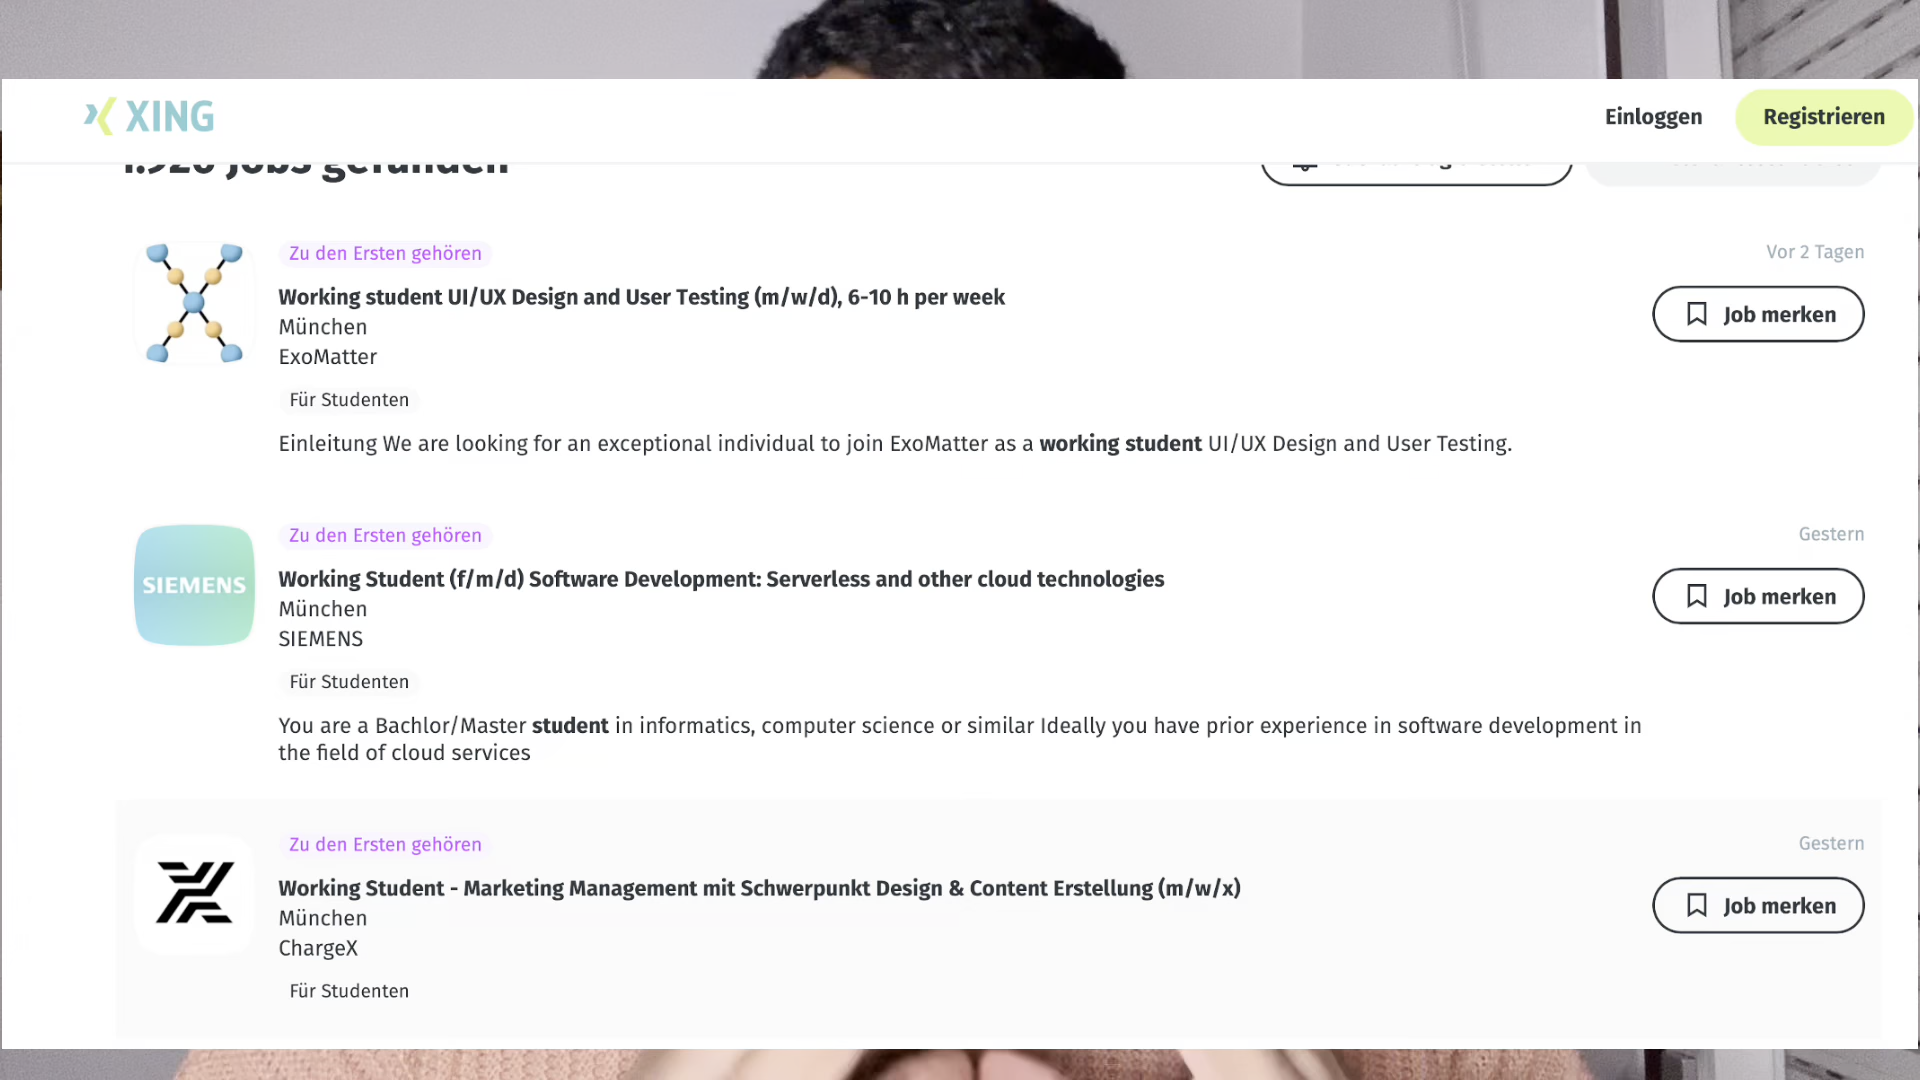 XING
Einloggen
Registrieren
Jobs gefunden
Zu den Ersten gehören
Vor 2 Tagen
Working student UI/UX Design and User Testing (m/w/d), 6-10 h per week
Job merken
München
ExoMatter
Für Studenten
Einleitung We are looking for an exceptional individual to join ExoMatter as a working student UI/UX Design and User Testing.
Zu den Ersten gehören
Gestern
SIEMENS
Working Student (f/m/d) Software Development: Serverless and other cloud technologies
Job merken
München
SIEMENS
Für Studenten
You are a Bachlor/Master student in informatics, computer science or similar Ideally you have prior experience in software development in
the field of cloud services
Zu den Ersten gehören
Gestern
Working Student - Marketing Management mit Schwerpunkt Design & Content Erstellung (m/w/x)
Job merken
München
ChargeX
Für Studenten